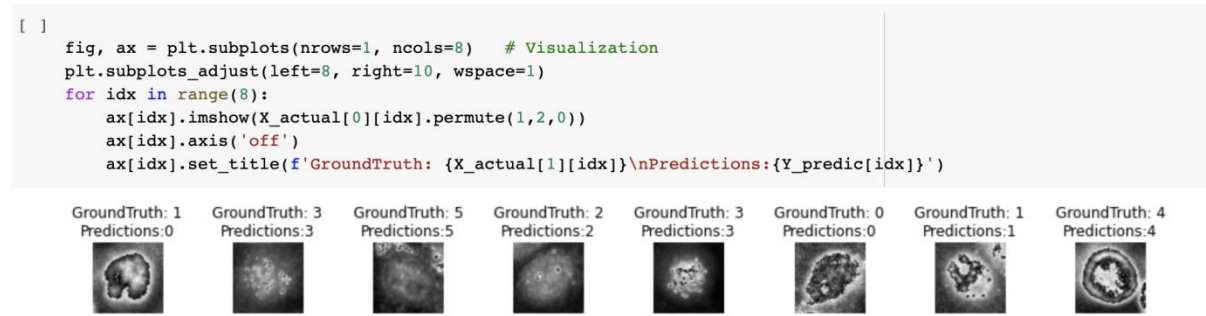 [ ]
fig, ax = plt.subplots(nrows=1, ncols=8)   # Visualization
plt.subplots_adjust(left=8, right=10, wspace=1)
for idx in range(8):
    ax[idx].imshow(X_actual[0][idx].permute(1,2,0))
    ax[idx].axis('off')
    ax[idx].set_title(f'GroundTruth: {X_actual[1][idx]}\nPredictions:{Y_predic[idx]}')
GroundTruth: 1 GroundTruth: 3 GroundTruth: 5 GroundTruth: 2 GroundTruth: 3 GroundTruth: 0 GroundTruth: 1 GroundTruth: 4
Predictions:0 Predictions:3 Predictions:5 Predictions:2 Predictions:3 Predictions:0 Predictions:1 Predictions:4